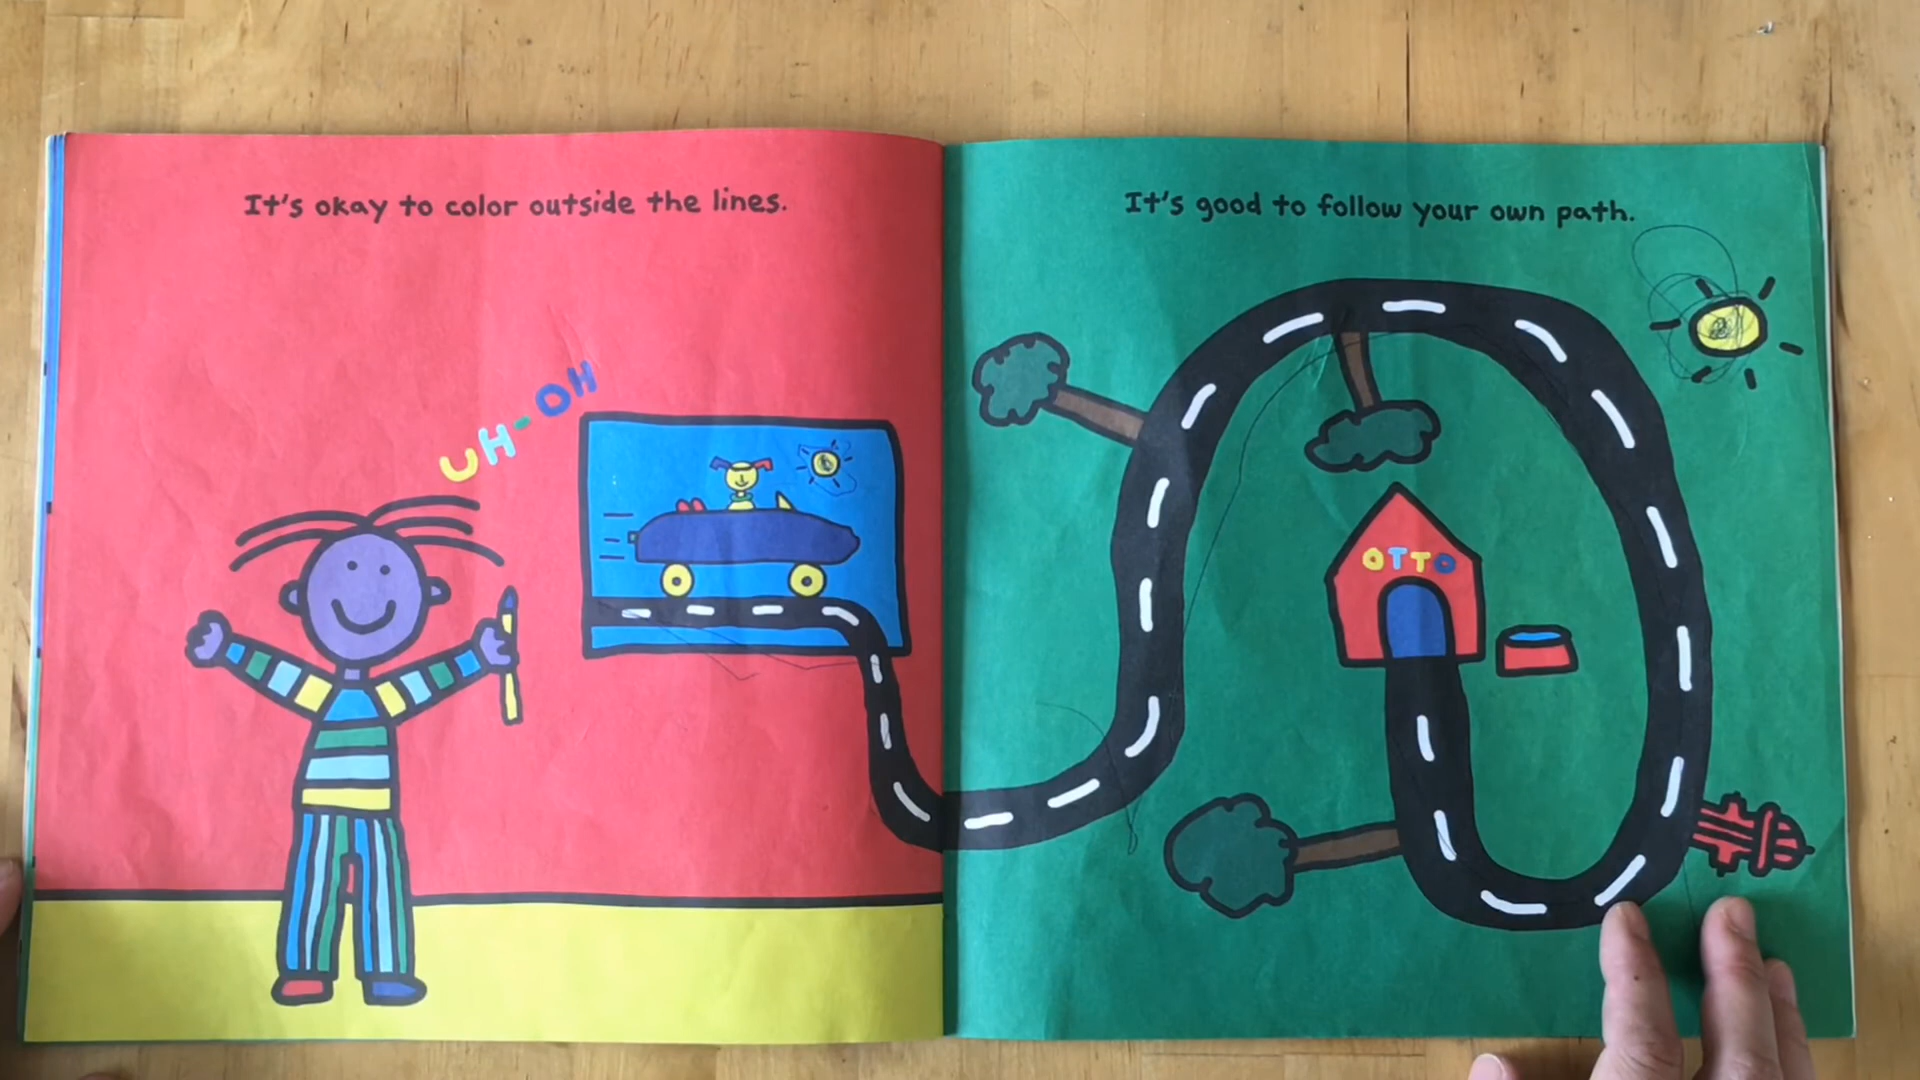 It's okay to color outside the lines.
UH-OH
It's good to follow your own path.
OTTO